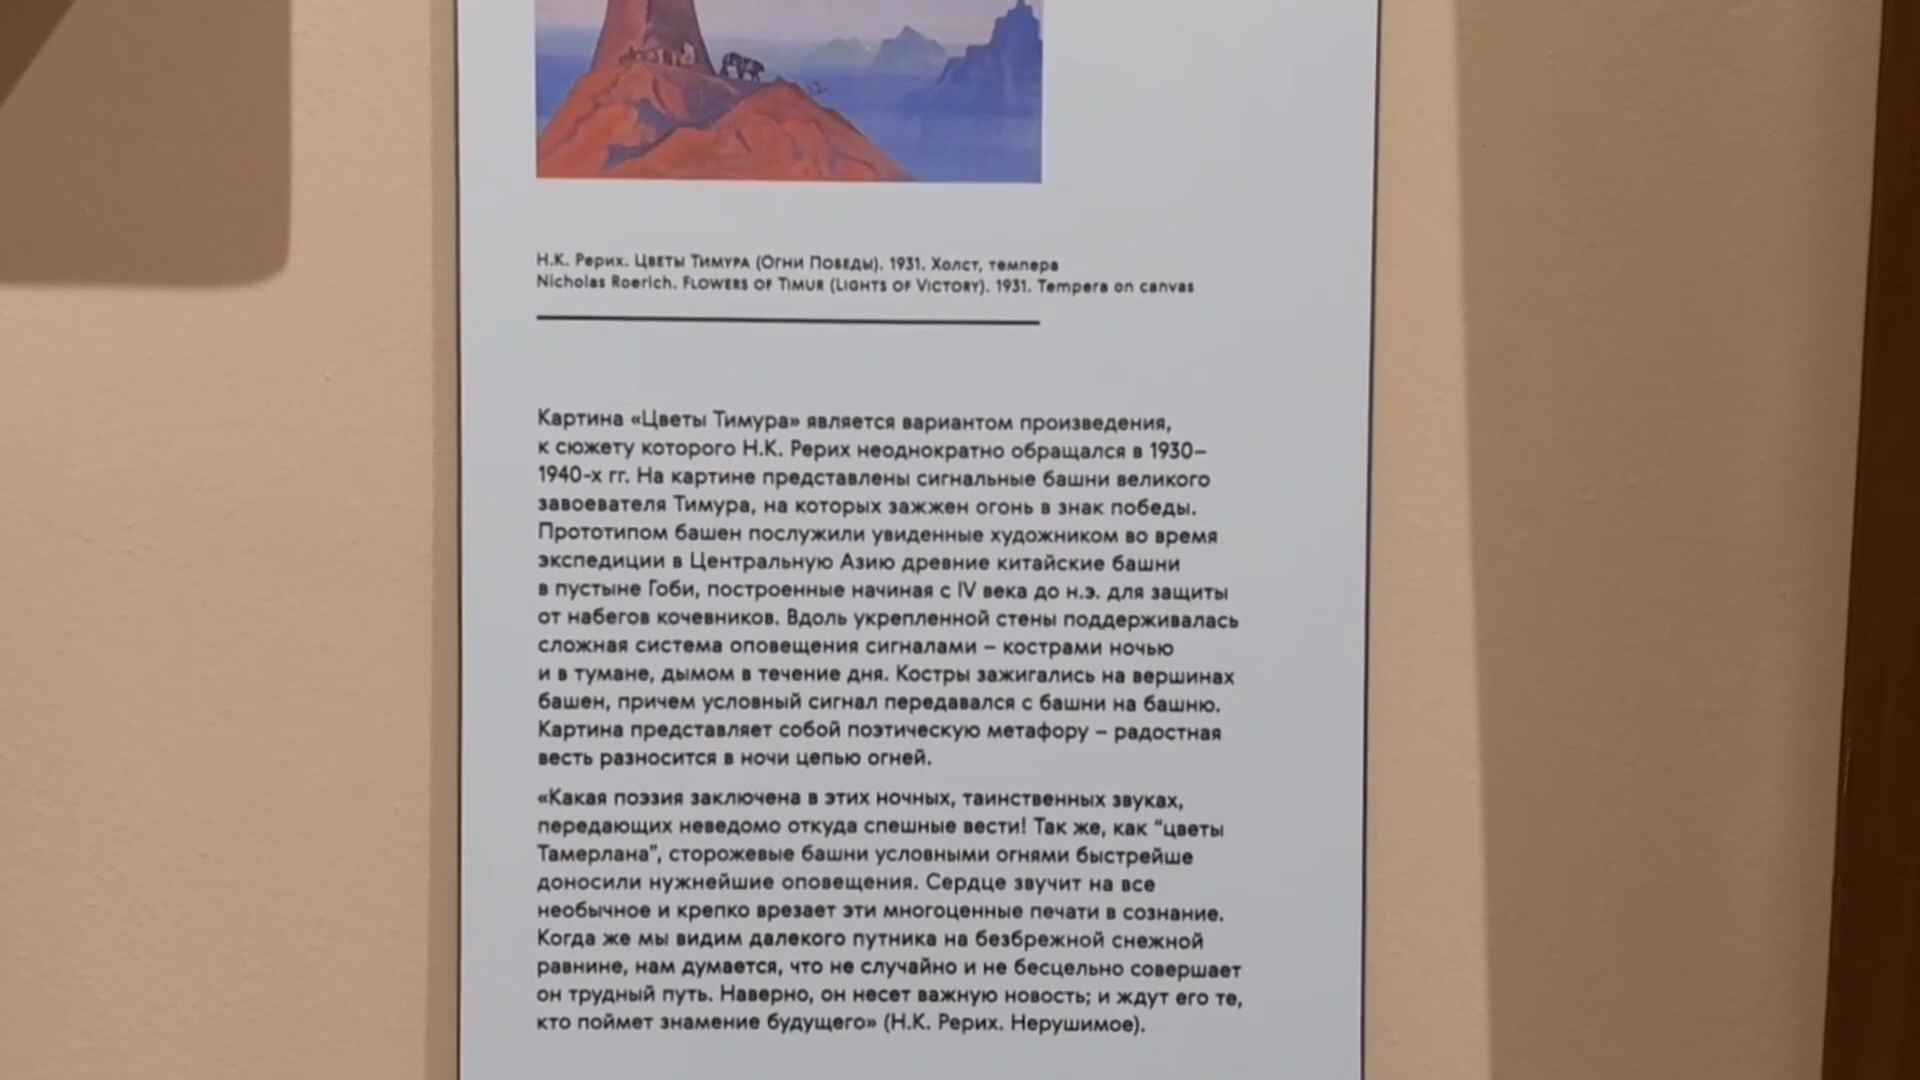 Н.К. Рерих. Цветы Тимура (Огни Победы). 1931. Холст, темпера
Nicholas Roerich. Flowers of Timur (Lights of Victory). 1931. Tempera on canvas
Картина «Цветы Тимура» является вариантом произведения,
к сюжету которого Н.К. Рерих неоднократно обращался в 1930–
1940-х гг. На картине представлены сигнальные башни великого
завоевателя Тимура, на которых зажжен огонь в знак победы.
Прототипом башен послужили увиденные художником во время
экспедиции в Центральную Азию древние китайские башни
в пустыне Гоби, построенные начиная с IV века до н.э. для защиты
от набегов кочевников. Вдоль укрепленной стены поддерживалась
сложная система оповещения сигналами – кострами ночью
и в тумане, дымом в течение дня. Костры зажигались на вершинах
башен, причем условный сигнал передавался с башни на башню.
Картина представляет собой поэтическую метафору – радостная
весть разносится в ночи цепью огней.
«Какая поэзия заключена в этих ночных, таинственных звуках,
передающих неведомо откуда спешные вести! Так же, как “цветы
Тамерлана”, сторожевые башни условными огнями быстрейше
доносили нужнейшие оповещения. Сердце звучит на все
необычное и крепко врезает эти многоценные печати в сознание.
Когда же мы видим далекого путника на безбрежной снежной
равнине, нам думается, что не случайно и не бесцельно совершает
он трудный путь. Наверно, он несет важную новость; и ждут его те,
кто поймет знамение будущего» (Н.К. Рерих. Нерушимое).